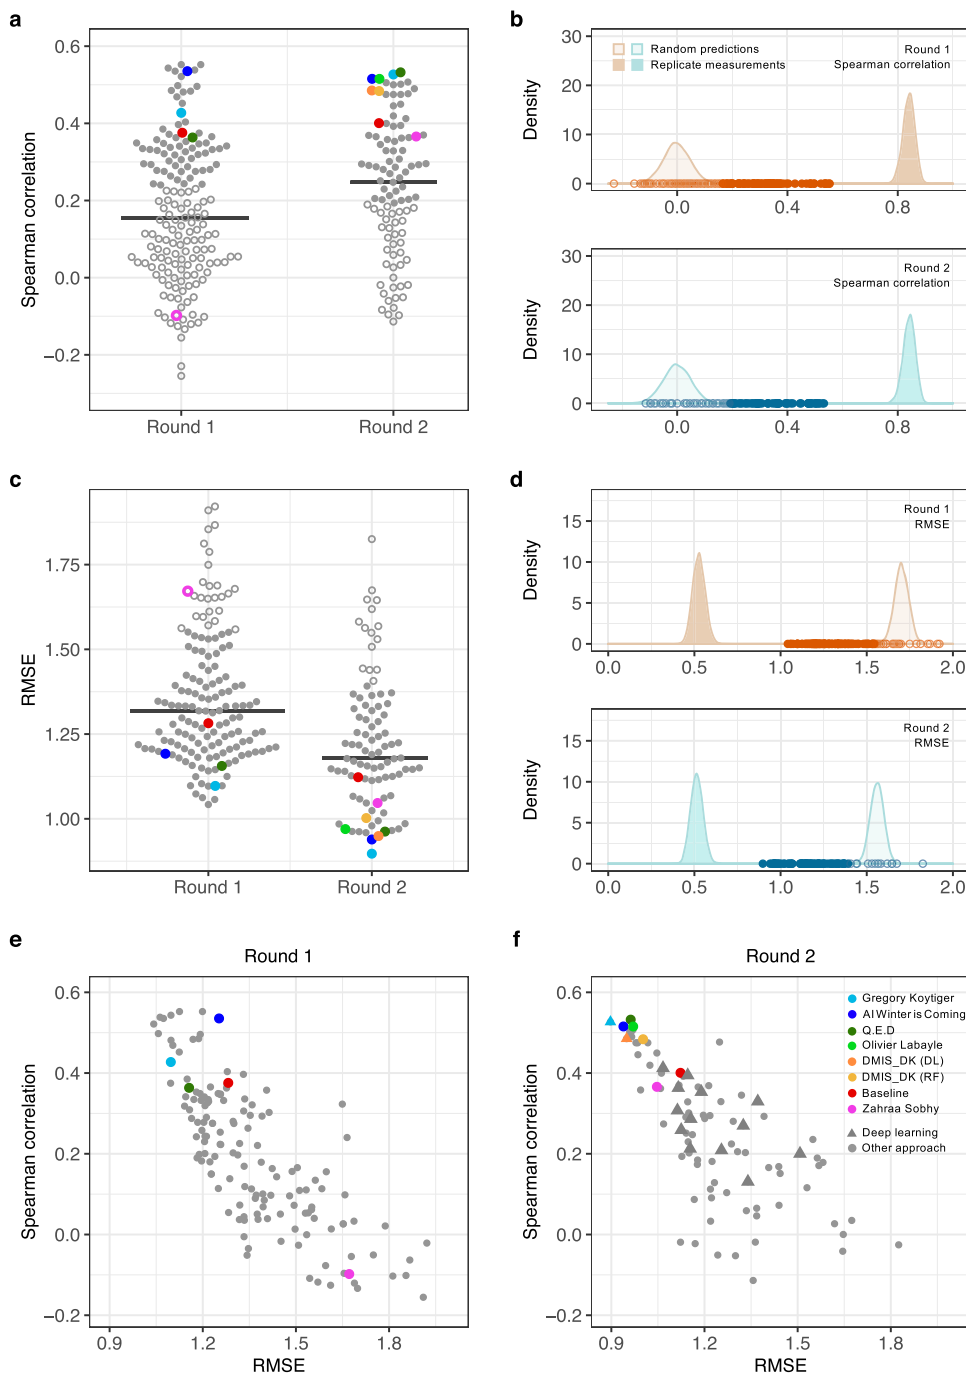 a
0.6
0.4
0.2
0.0
−0.2
Spearman correlation
Round 1
Round 2
b
30
20
10
0
Density
Random predictions
Replicate measurements
Round 1
Spearman correlation
0.0
0.4
0.8
30
20
10
0
Density
Round 2
Spearman correlation
0.0
0.4
0.8
c
1.75
1.50
1.25
1.00
RMSE
Round 1
Round 2
d
15
10
5
0
Density
Round 1
RMSE
0.0
0.5
1.0
1.5
2.0
15
10
5
0
Density
Round 2
RMSE
0.0
0.5
1.0
1.5
2.0
e
Round 1
0.6
0.4
0.2
0.0
−0.2
Spearman correlation
0.9
1.2
1.5
1.8
RMSE
f
Round 2
0.6
0.4
0.2
0.0
−0.2
Spearman correlation
Gregory Koytiger
AI Winter is Coming
Q.E.D
Olivier Labayle
DMIS_DK (DL)
DMIS_DK (RF)
Baseline
Zahraa Sobhy
Deep learning
Other approach
0.9
1.2
1.5
1.8
RMSE